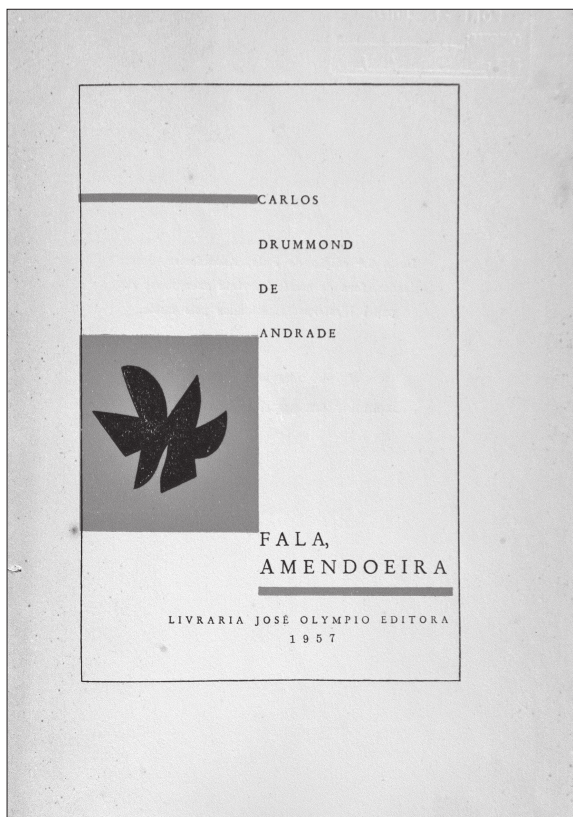 CARLOS
DRUMMOND
DE
ANDRADE
FALA,
AMENDOEIRA
LIVRARIA JOSÉ OLYMPIO EDITORA
1957